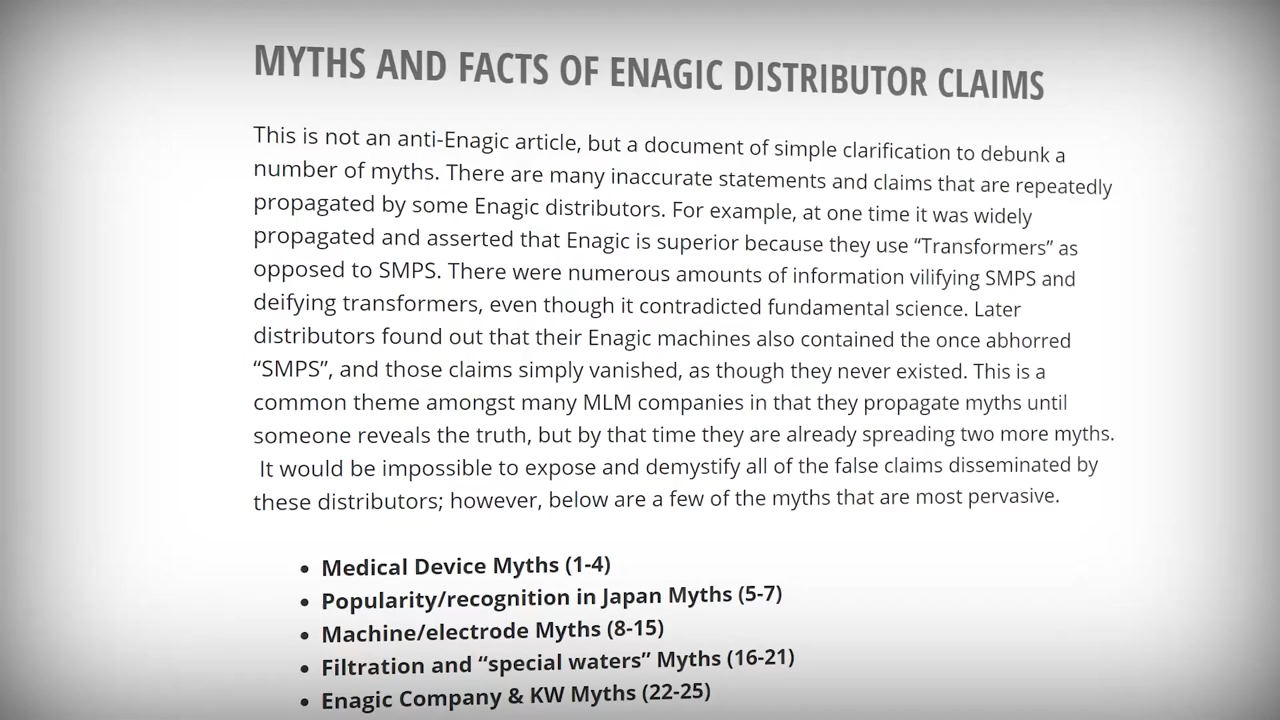 MYTHS AND FACTS OF ENAGIC DISTRIBUTOR CLAIMS
This is not an anti-Enagic article, but a document of simple clarification to debunk a
number of myths. There are many inaccurate statements and claims that are repeatedly
propagated by some Enagic distributors. For example, at one time it was widely
propagated and asserted that Enagic is superior because they use “Transformers” as
opposed to SMPS. There were numerous amounts of information vilifying SMPS and
deifying transformers, even though it contradicted fundamental science. Later
distributors found out that their Enagic machines also contained the once abhorred
“SMPS”, and those claims simply vanished, as though they never existed. This is a
common theme amongst many MLM companies in that they propagate myths until
someone reveals the truth, but by that time they are already spreading two more myths.
It would be impossible to expose and demystify all of the false claims disseminated by
these distributors; however, below are a few of the myths that are most pervasive.
• Medical Device Myths (1-4)
• Popularity/recognition in Japan Myths (5-7)
• Machine/electrode Myths (8-15)
• Filtration and “special waters” Myths (16-21)
• Enagic Company & KW Myths (22-25)